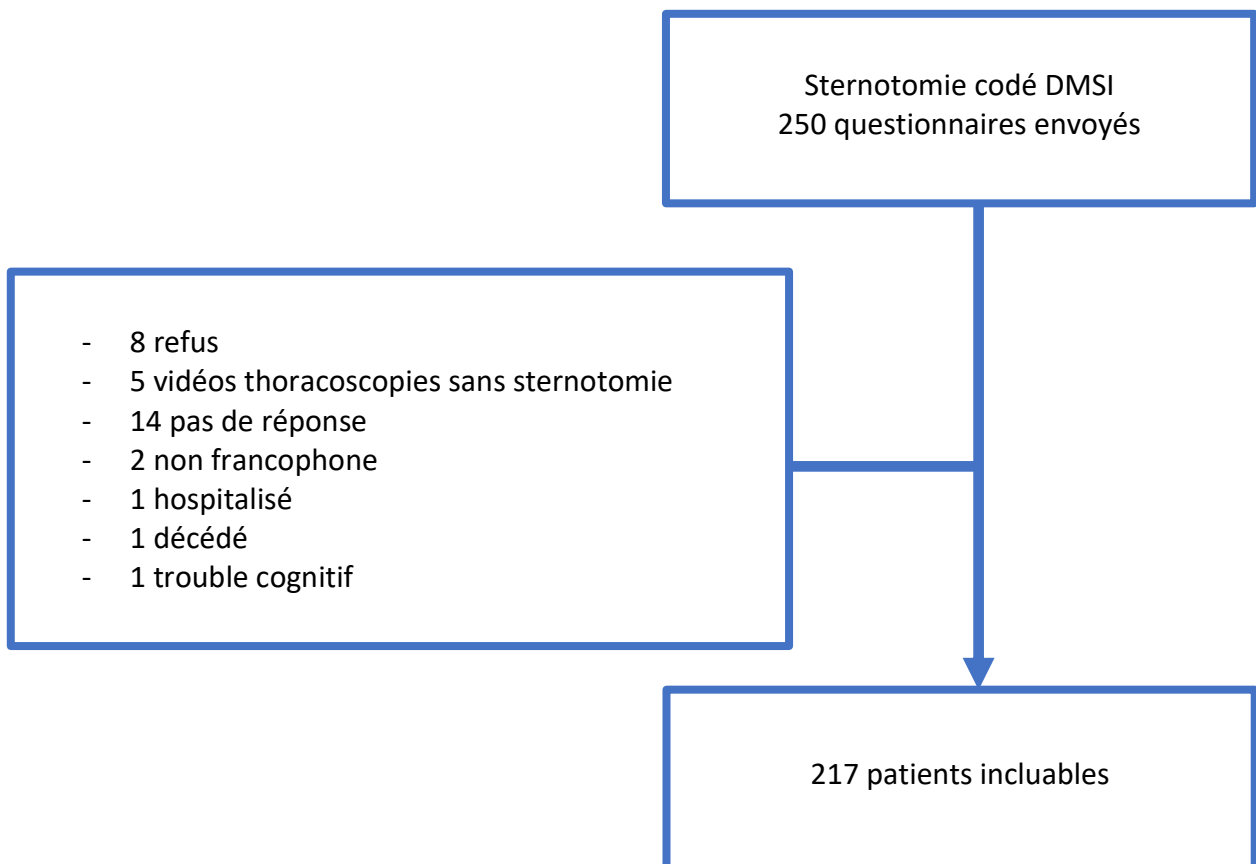 Sternotomie codé DMSI
250 questionnaires envoyés
- 8 refus
- 5 vidéos thoracoscopies sans sternotomie
- 14 pas de réponse
- 2 non francophone
- 1 hospitalisé
- 1 décédé
- 1 trouble cognitif
217 patients incluables